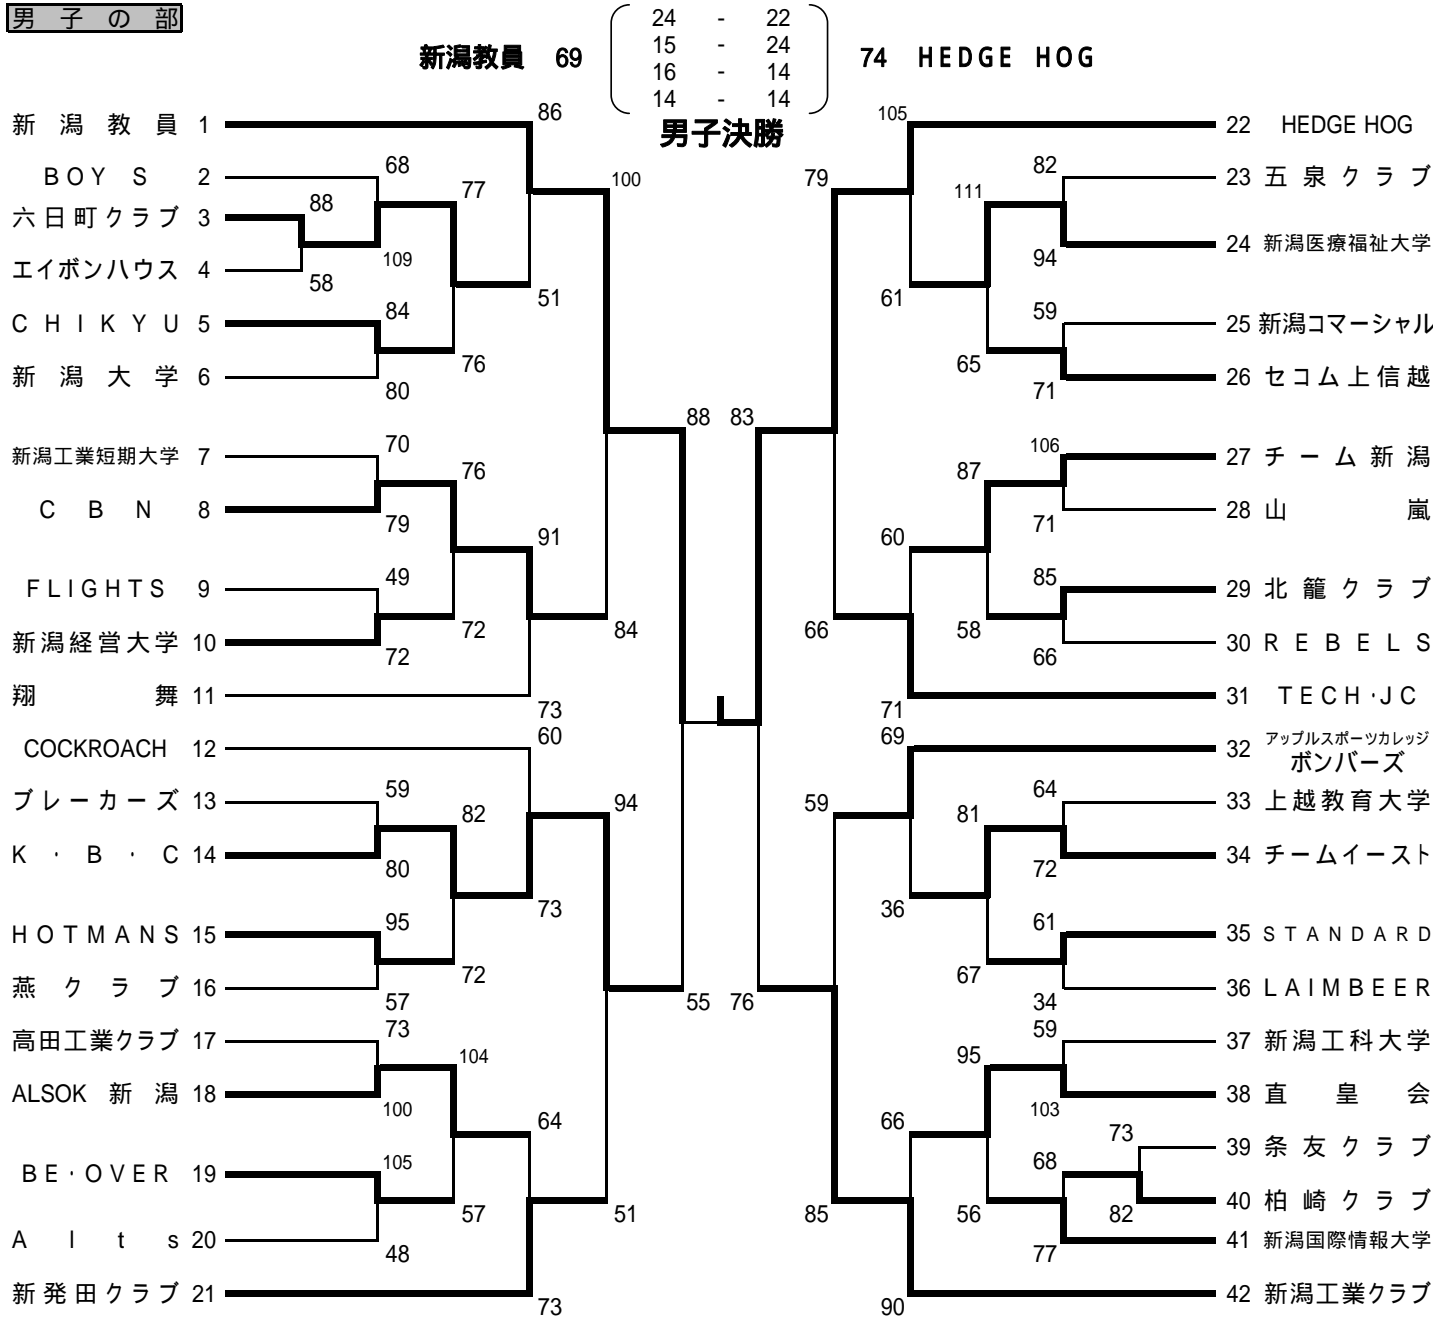 男子の部
24 - 22
15 - 24
16 - 14
14 - 14
新潟教員 69
74 HEDGE HOG
男子決勝
新潟教員 1
BOY S 2
六日町クラブ 3
エイボンハウス 4
CHIKYU 5
新潟大学 6
新潟工業短期大学 7
CBN 8
FLIGHTS 9
新潟経営大学 10
翔舞 11
COCKROACH 12
ブレーカーズ 13
K・B・C 14
HOTMANS 15
燕クラブ 16
高田工業クラブ 17
ALSOK 新潟 18
BE・OVER 19
Alts 20
新発田クラブ 21
86
68
77
100
88
109
58
51
84
76
80
88
70
76
79
91
49
72
84
72
73
60
59
82
94
80
73
95
72
57
55
73
104
100
64
105
57
51
48
73
105
79
82
111
94
61
59
65
71
83
106
87
71
60
85
66
58
66
71
69
64
59
81
72
36
61
67
34
76
59
95
103
66
73
68
85
56
82
77
90
22 HEDGE HOG
23 五泉クラブ
24 新潟医療福祉大学
25 新潟コマーシャル
26 セコム上信越
27 チーム新潟
28 山嵐
29 北籠クラブ
30 REBELS
31 TECH・JC
32 アップルスポーツカレッジ
ボンバーズ
33 上越教育大学
34 チームイースト
35 STANDARD
36 LAIMBEER
37 新潟工科大学
38 直皇会
39 条友クラブ
40 柏崎クラブ
41 新潟国際情報大学
42 新潟工業クラブ